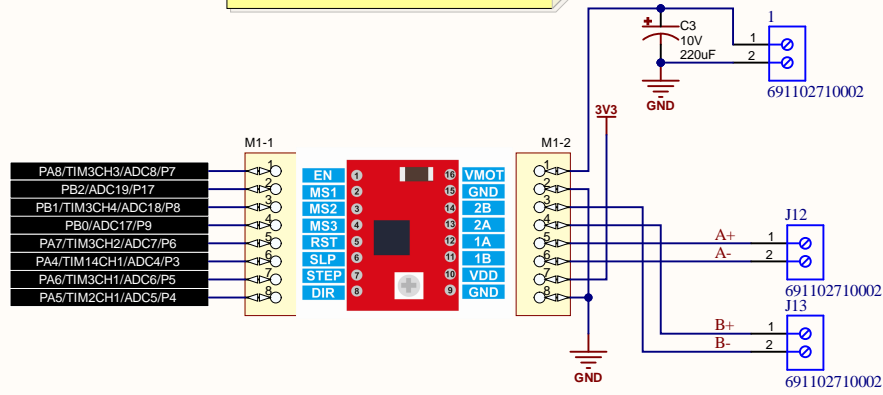 1
C3
10V
220uF
1
2
691102710002
GND
3V3
M1-1
M1-2
PA8/TIM3CH3/ADC8/P7
PB2/ADC19/P17
PB1/TIM3CH4/ADC18/P8
PB0/ADC17/P9
PA7/TIM3CH2/ADC7/P6
PA4/TIM14CH1/ADC4/P3
PA6/TIM3CH1/ADC6/P5
PA5/TIM2CH1/ADC5/P4
1
2
3
4
5
6
7
8
EN
MS1
MS2
MS3
RST
SLP
STEP
DIR
1
2
3
4
5
6
7
8
16
15
14
13
12
11
10
9
VMOT
GND
2B
2A
1A
1B
VDD
GND
1
2
3
4
5
6
7
8
GND
J12
A+ 1
A- 2
691102710002
J13
B+ 1
B- 2
691102710002